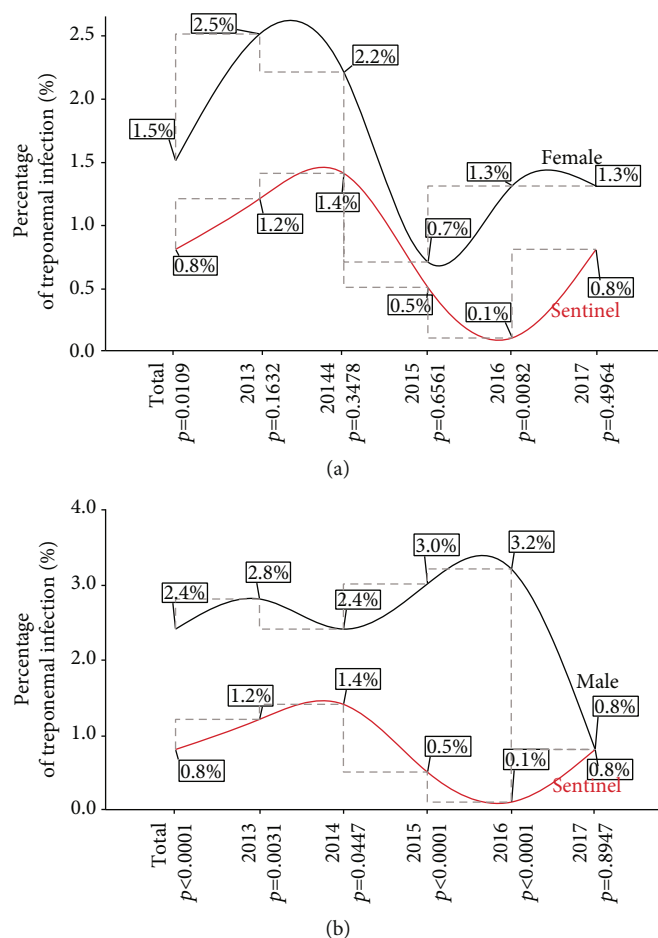 Percentage
of treponemal infection (%)
2.5
2.0
1.5
1.0
0.5
0.0
2.5%
2.2%
1.5%
Female
1.3%
1.3%
1.2%
1.4%
0.7%
0.8%
0.5%
0.1%
Sentinel
0.8%
Total
p=0.0109
2013
p=0.1632
20144
p=0.3478
2015
p=0.6561
2016
p=0.0082
2017
p=0.4964
(a)
Percentage
of treponemal infection (%)
4.0
3.0
2.0
1.0
0.0
2.4%
2.8%
2.4%
3.0%
3.2%
Male
0.8%
1.2%
1.4%
0.8%
0.5%
0.1%
0.8%
Sentinel
Total
p<0.0001
2013
p=0.0031
2014
p=0.0447
2015
p<0.0001
2016
p<0.0001
2017
p=0.8947
(b)